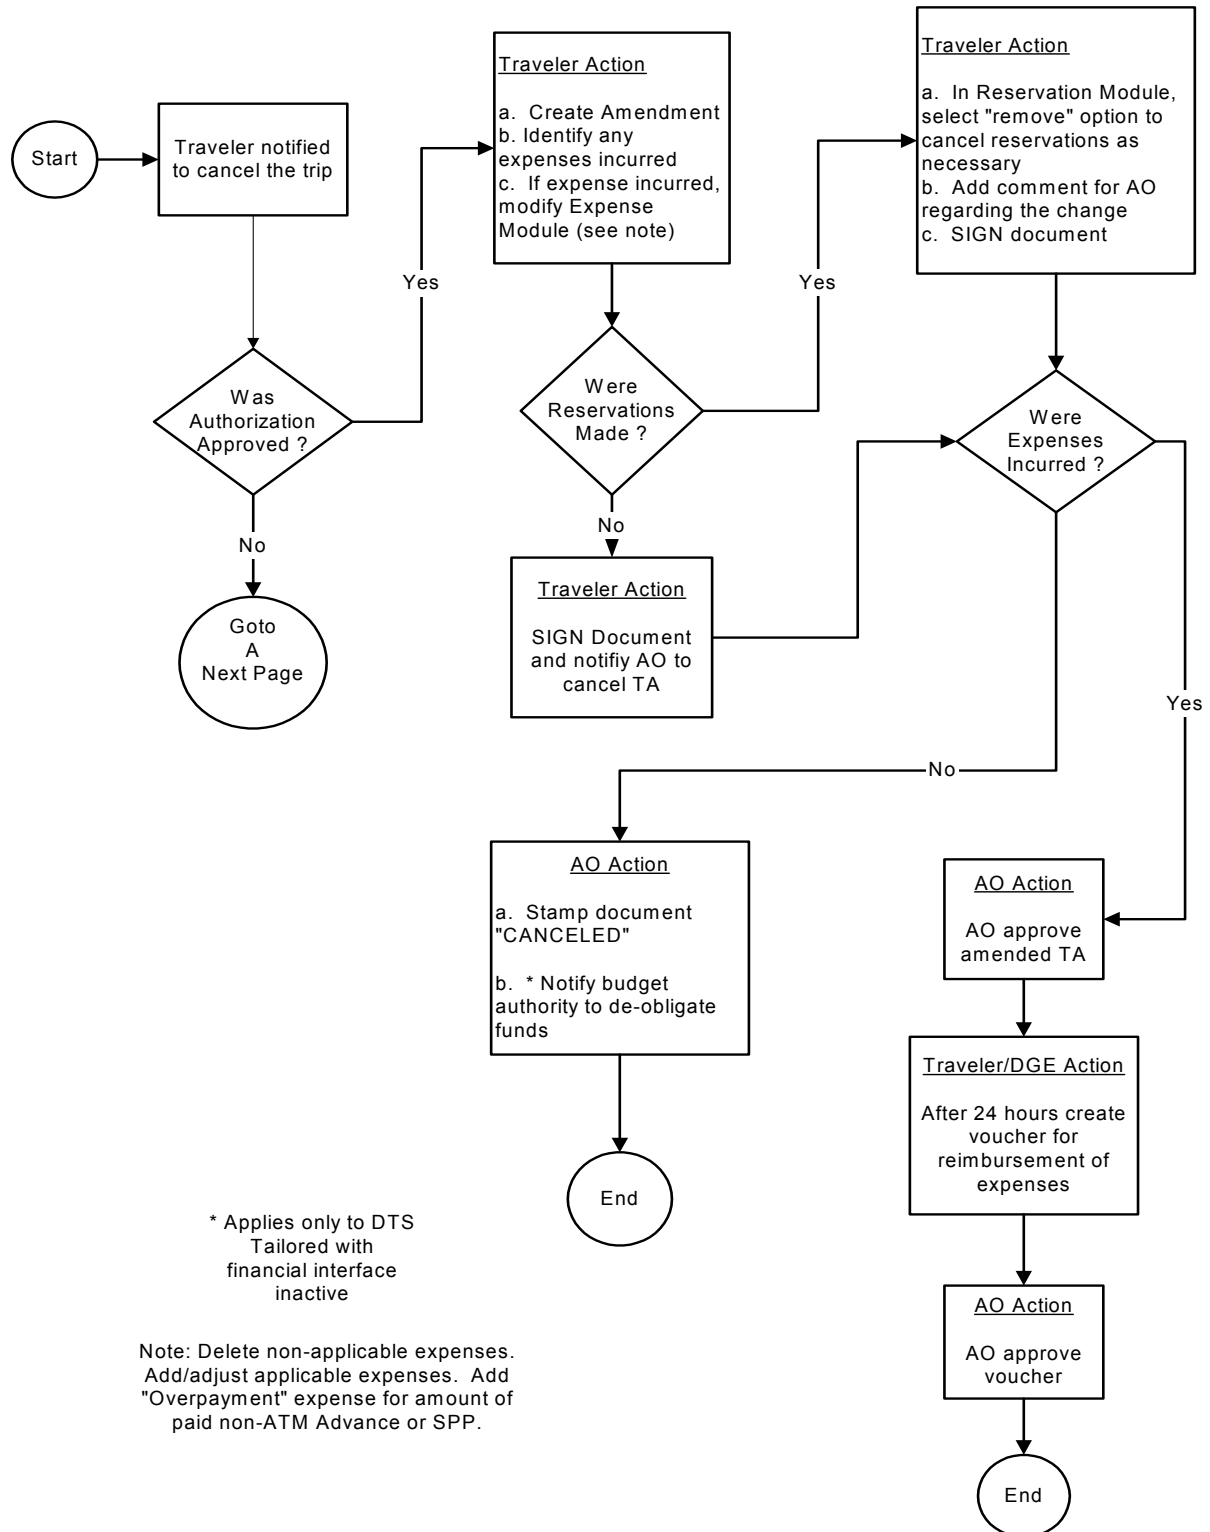 Start
Traveler notified
to cancel the trip
Was
Authorization
Approved ?
No
Goto
A
Next Page
Yes
Traveler Action
a. Create Amendment
b. Identify any
expenses incurred
c. If expense incurred,
modify Expense
Module (see note)
Were
Reservations
Made ?
No
Traveler Action
SIGN Document
and notifiy AO to
cancel TA
Yes
Traveler Action
a. In Reservation Module,
select "remove" option to
cancel reservations as
necessary
b. Add comment for AO
regarding the change
c. SIGN document
Were
Expenses
Incurred ?
No
AO Action
a. Stamp document
"CANCELED"
b. * Notify budget
authority to de-obligate
funds
End
Yes
AO Action
AO approve
amended TA
Traveler/DGE Action
After 24 hours create
voucher for
reimbursement of
expenses
AO Action
AO approve
voucher
End
* Applies only to DTS
Tailored with
financial interface
inactive
Note: Delete non-applicable expenses.
Add/adjust applicable expenses. Add
"Overpayment" expense for amount of
paid non-ATM Advance or SPP.